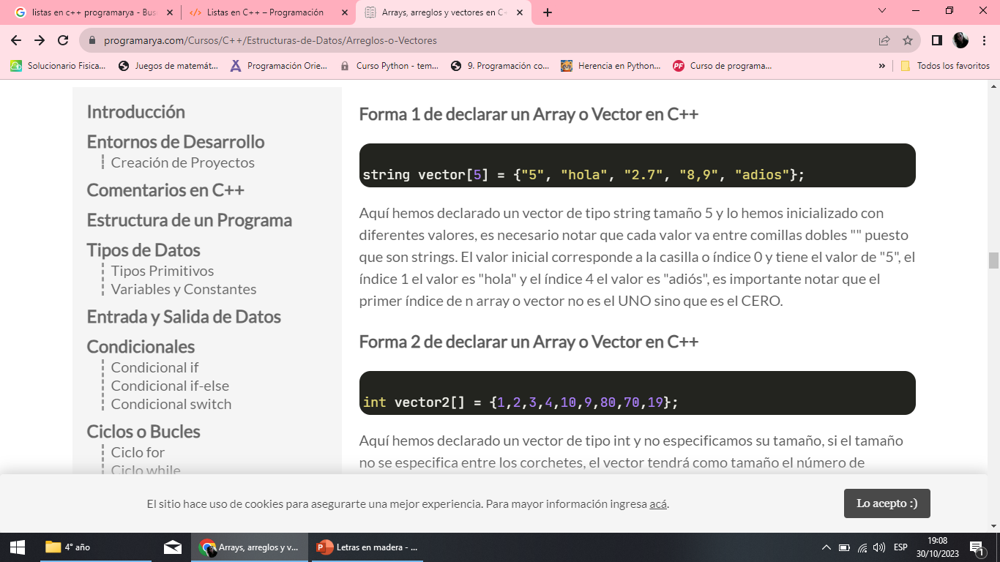 listas en c++ programarya - Bus
Listas en C++ – Programación
Arrays, arreglos y vectores en C+
programarya.com/Cursos/C++/Estructuras-de-Datos/Arreglos-o-Vectores
Solucionario Fisica...
Juegos de matemát...
Programación Orie...
Curso Python - tem...
9. Programación co...
Herencia en Python...
Curso de programa...
»
Todos los favoritos
Introducción
Entornos de Desarrollo
Creación de Proyectos
Comentarios en C++
Estructura de un Programa
Tipos de Datos
Tipos Primitivos
Variables y Constantes
Entrada y Salida de Datos
Condicionales
Condicional if
Condicional if-else
Condicional switch
Ciclos o Bucles
Ciclo for
Ciclo while
Forma 1 de declarar un Array o Vector en C++
string vector[5] = {"5", "hola", "2.7", "8,9", "adios"};
Aquí hemos declarado un vector de tipo string tamaño 5 y lo hemos inicializado con
diferentes valores, es necesario notar que cada valor va entre comillas dobles "" puesto
que son strings. El valor inicial corresponde a la casilla o índice 0 y tiene el valor de "5", el
índice 1 el valor es "hola" y el índice 4 el valor es "adiós", es importante notar que el
primer índice de n array o vector no es el UNO sino que es el CERO.
Forma 2 de declarar un Array o Vector en C++
int vector2[] = {1,2,3,4,10,9,80,70,19};
Aquí hemos declarado un vector de tipo int y no especificamos su tamaño, si el tamaño
no se especifica entre los corchetes, el vector tendrá como tamaño el número de
El sitio hace uso de cookies para asegurarte una mejor experiencia. Para mayor información ingresa acá.
Lo acepto :)
4° año
Arrays, arreglos y v...
Letras en madera - ...
ESP
19:08
30/10/2023
1